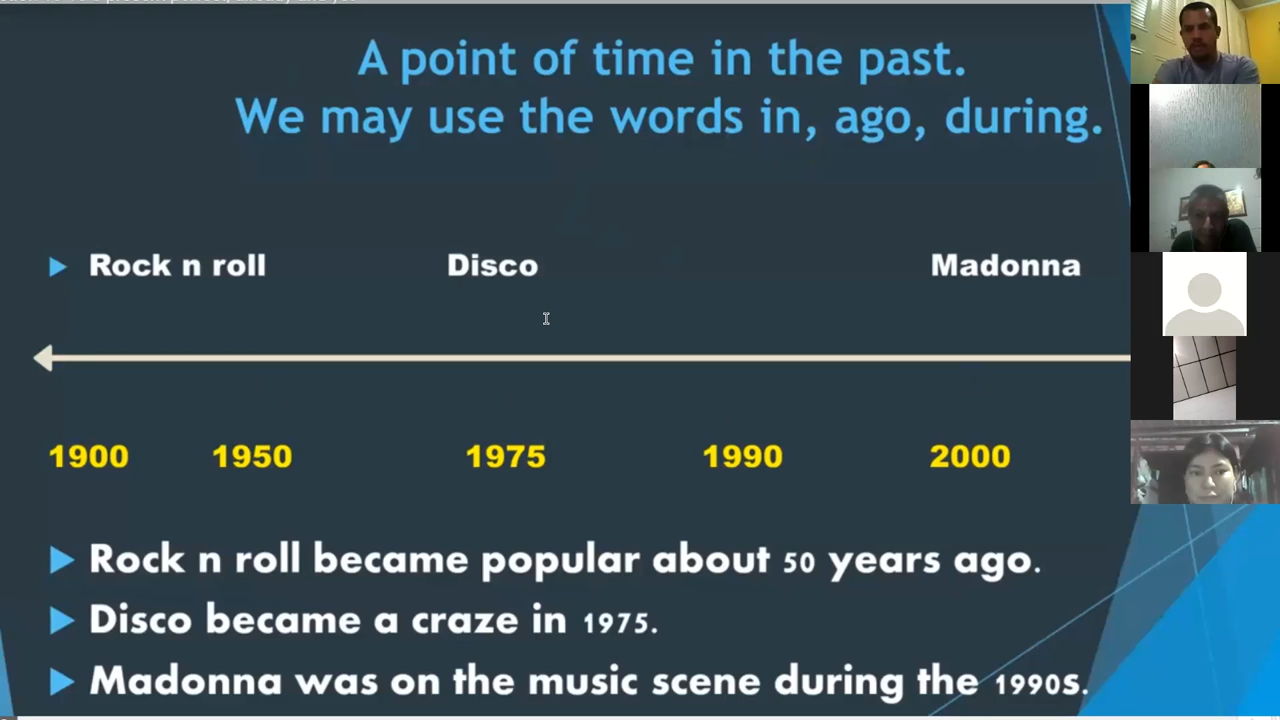 A point of time in the past.
We may use the words in, ago, during.
Rock n roll Disco Madonna
1900 1950 1975 1990 2000
Rock n roll became popular about 50 years ago.
Disco became a craze in 1975.
Madonna was on the music scene during the 1990s.